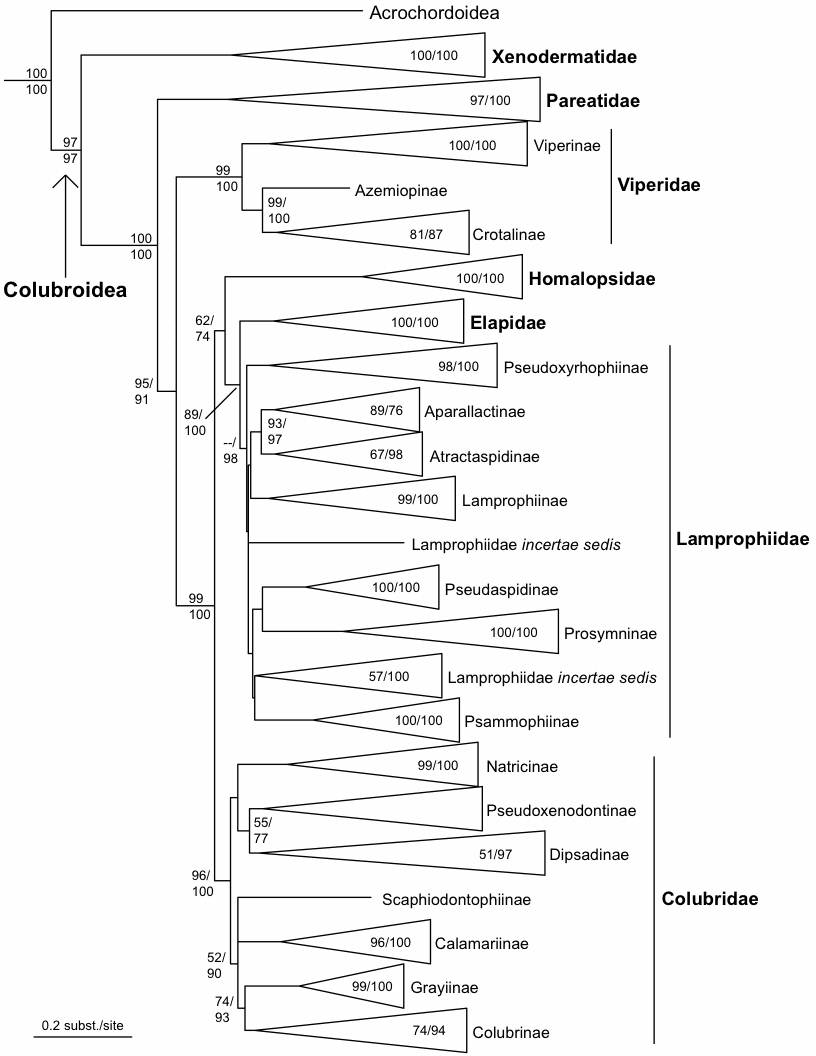 Acrochordoidea
100/100
Xenodermatidae
100
100
97/100
Pareatidae
97
97
100/100
Viperinae
99
100
Azemiopinae
Viperidae
99/
100
81/87
Crotalinae
100
100
Colubroidea
100/100
Homalopsidae
62/
74
100/100
Elapidae
98/100
Pseudoxyrhophiinae
95/
91
89/
100
89/76
Aparallactinae
93/
97
--/
98
67/98
Atractaspidinae
99/100
Lamprophiinae
Lamprophiidae incertae sedis
Lamprophiidae
100/100
Pseudaspidinae
99
100
100/100
Prosymninae
57/100
Lamprophiidae incertae sedis
100/100
Psammophiinae
99/100
Natricinae
Pseudoxenodontinae
55/
77
51/97
Dipsadinae
96/
100
Scaphiodontophiinae
Colubridae
96/100
Calamariinae
52/
90
99/100
Grayiinae
74/
93
74/94
Colubrinae
0.2 subst./site